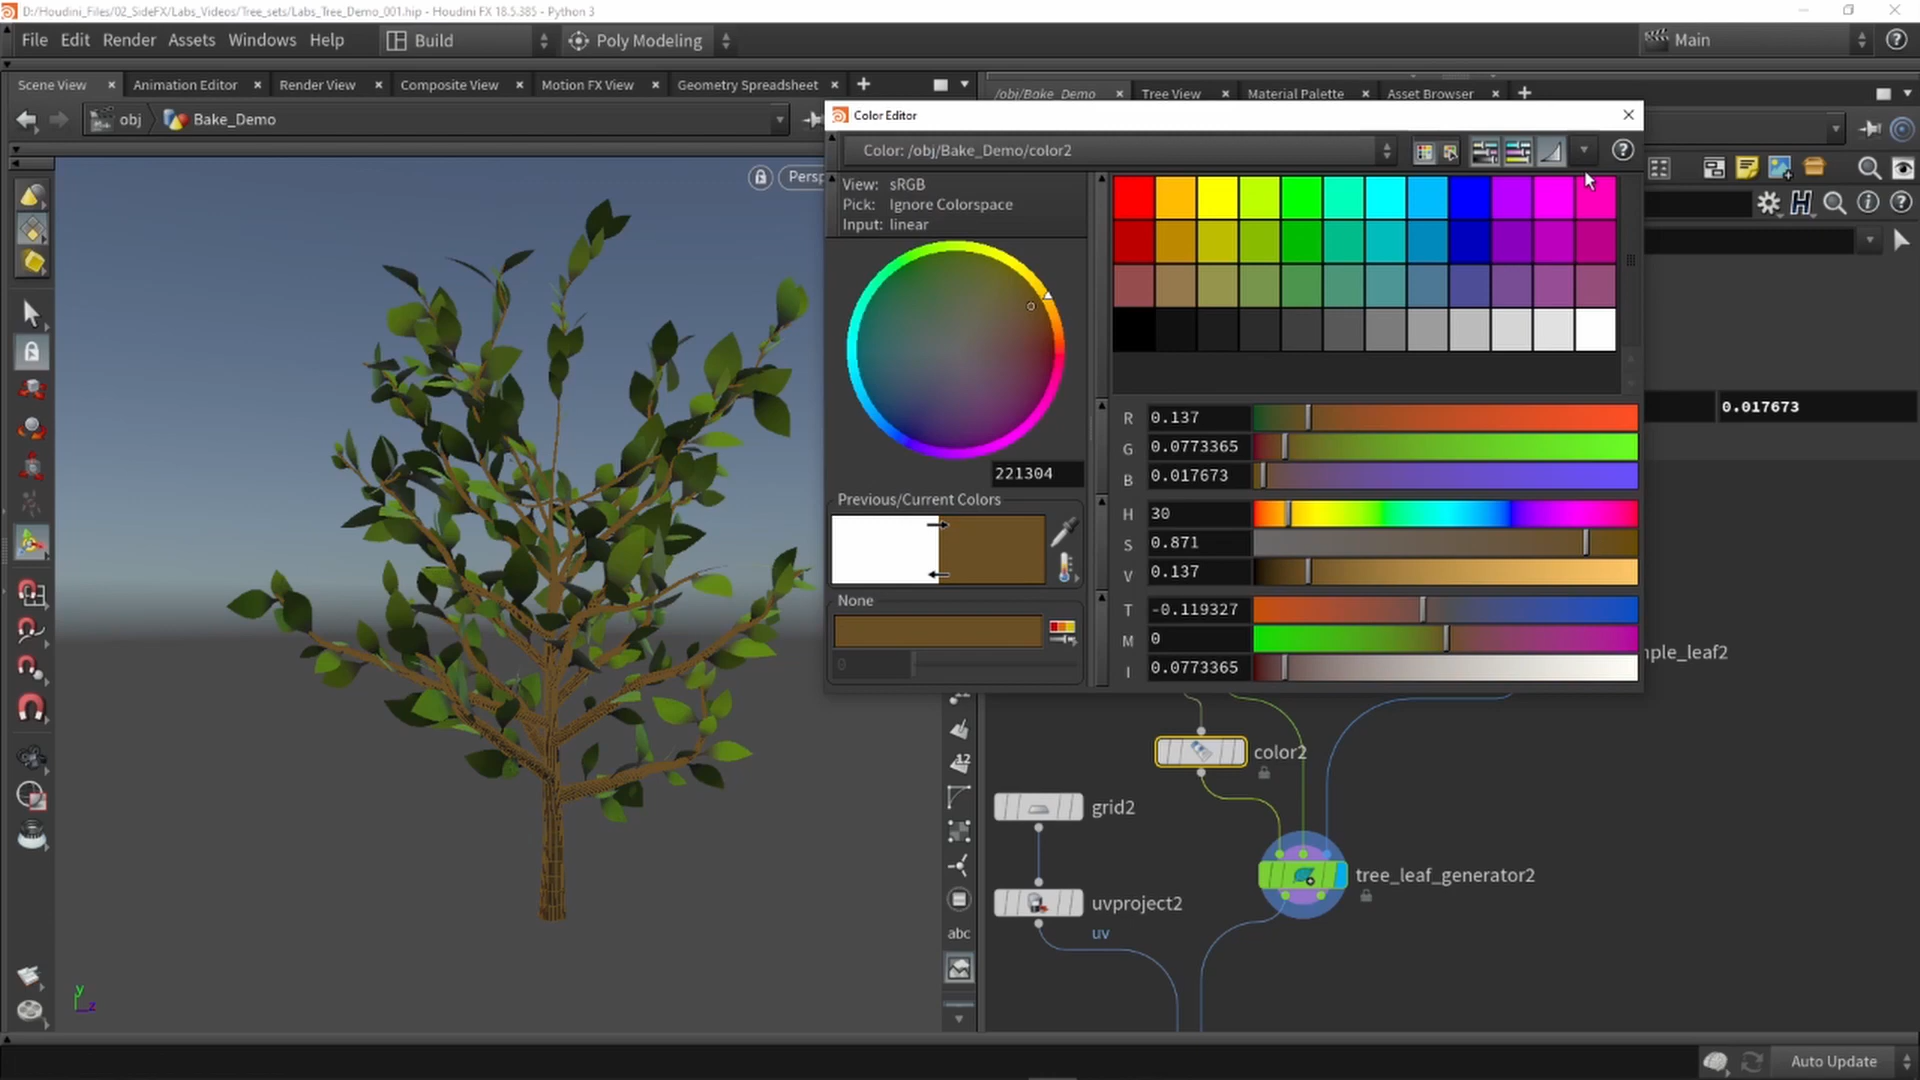 D:/Houdini_Files/02_SideFX/Labs_Videos/Tree_sets/Labs_Tree_Demo_001.hip - Houdini FX 18.5.385 - Python 3
File Edit Render Assets Windows Help
Build
Poly Modeling
Main
Scene View
Animation Editor
Render View
Composite View
Motion FX View
Geometry Spreadsheet
/obj/Bake_Demo
Tree View
Material Palette
Asset Browser
obj
Bake_Demo
Persp
Color Editor
Color: /obj/Bake_Demo/color2
View: sRGB
Pick: Ignore Colorspace
Input: linear
221304
Previous/Current Colors
None
0
R 0.137
G 0.0773365
B 0.017673
H 30
S 0.871
V 0.137
T -0.119327
M 0
I 0.0773365
0.017673
ple_leaf2
color2
grid2
tree_leaf_generator2
uvproject2
uv
12
abc
y
z
Auto Update